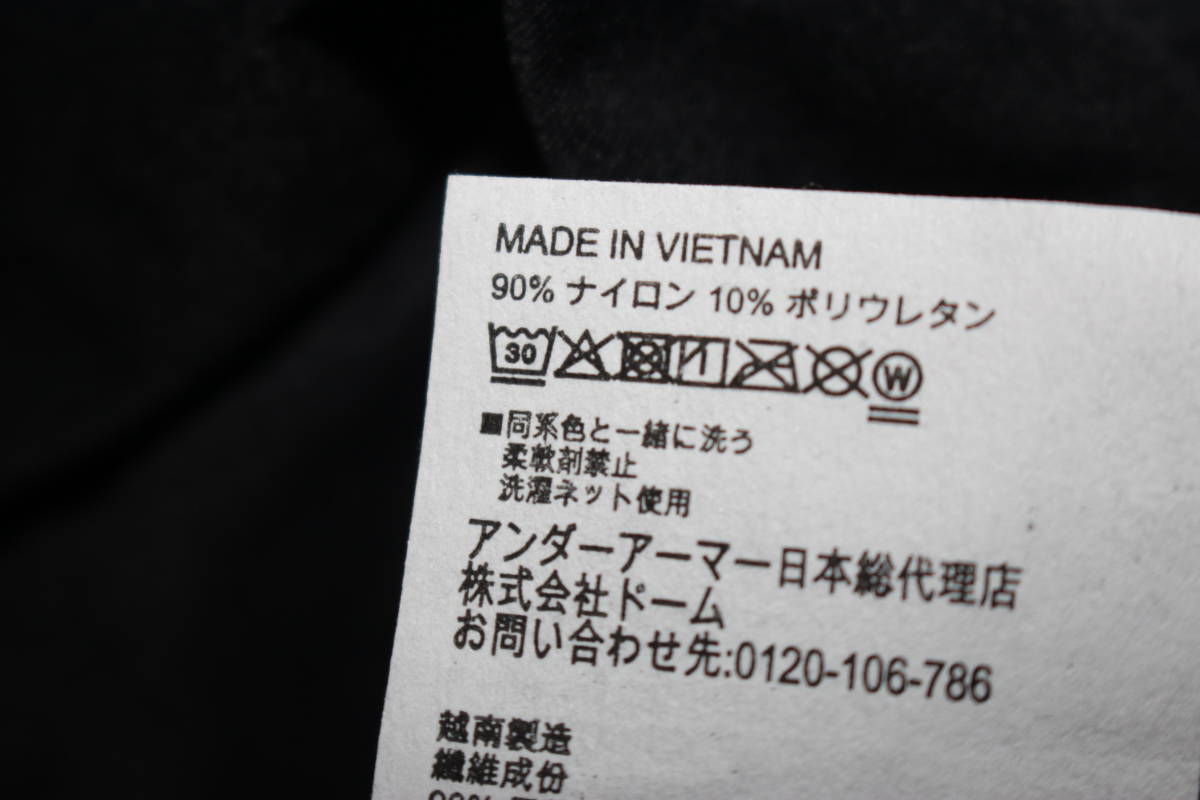 MADE IN VIETNAM
90% ナイロン 10% ポリウレタン
30 W
■同系色と一緒に洗う
柔軟剤禁止
洗濯ネット使用
アンダーアーマー日本総代理店
株式会社ドーム
お問い合わせ先:0120-106-786
越南製造
纖維成份